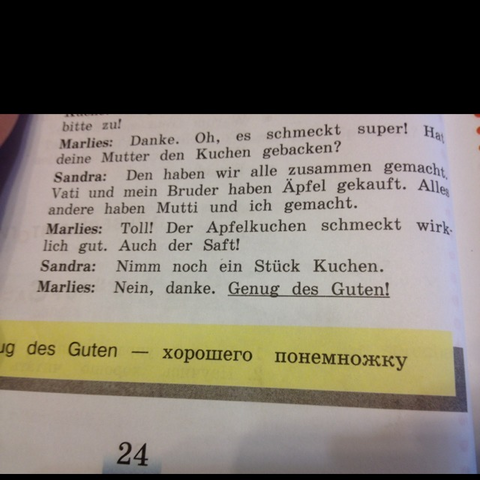 bitte zu!
Marlies: Danke. Oh, es schmeckt super! Hat
deine Mutter den Kuchen gebacken?
Sandra: Den haben wir alle zusammen gemacht.
Vati und mein Bruder haben Äpfel gekauft. Alles
andere haben Mutti und ich gemacht.
Marlies: Toll! Der Apfelkuchen schmeckt wirk-
lich gut. Auch der Saft!
Sandra: Nimm noch ein Stück Kuchen.
Marlies: Nein, danke. Genug des Guten!
ug des Guten — хорошего понемножку
24